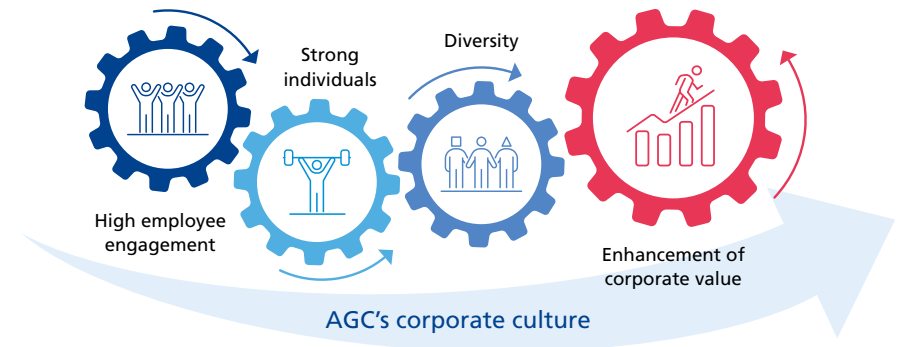 High employee
engagement
Strong
individuals
Diversity
Enhancement of
corporate value
AGC’s corporate culture